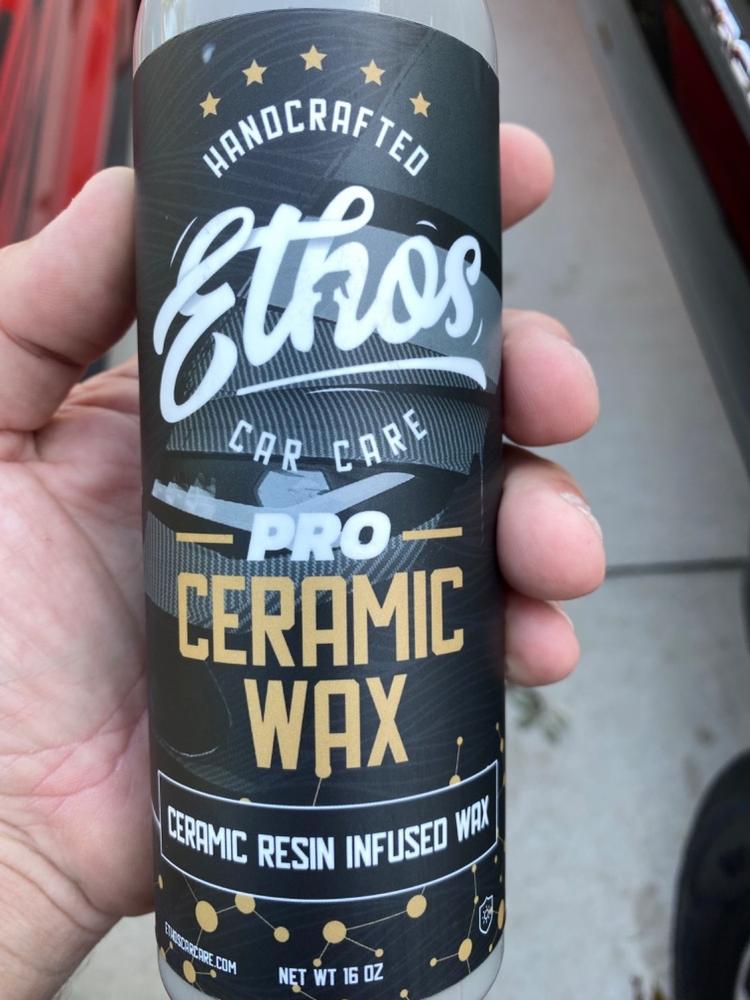 HANDCRAFTED
Ethos
CAR CARE
PRO
CERAMIC
WAX
CERAMIC RESIN INFUSED WAX
ETHOSCARCARE.COM
NET WT 16 OZ